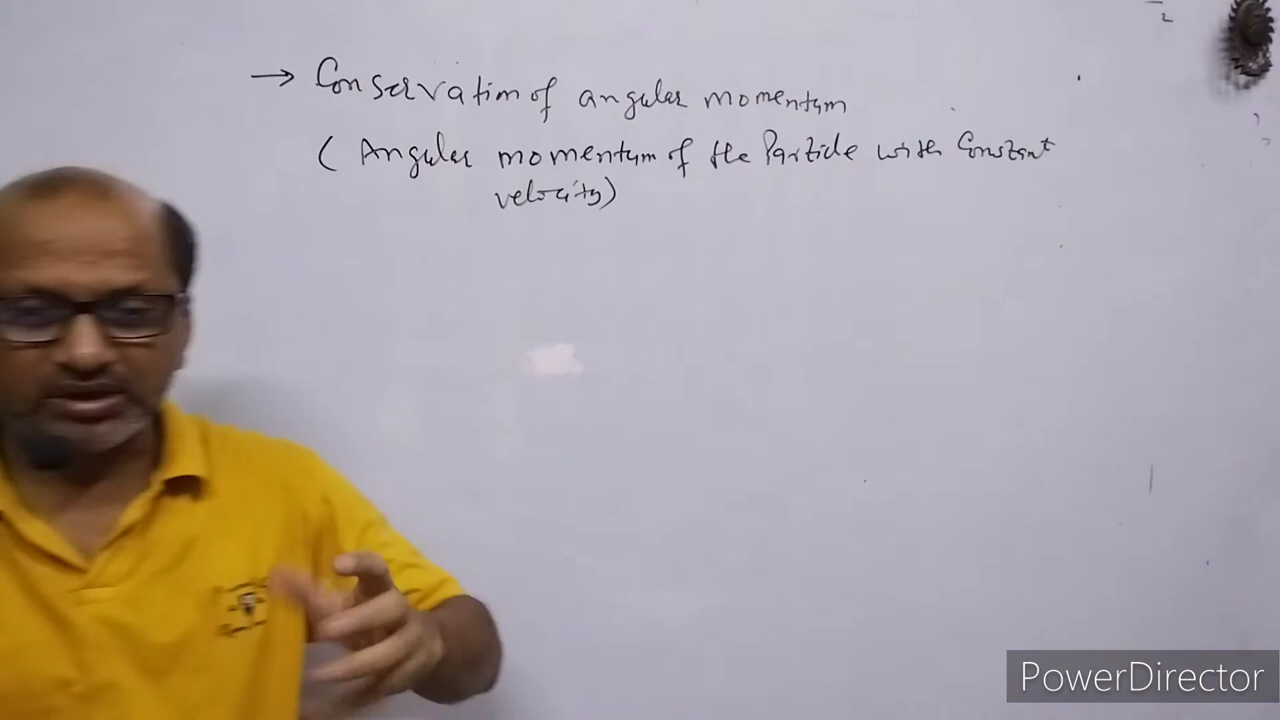 → Conservation of angular momentum
( Angular momentum of the Particle with Constant
velocity)
PowerDirector